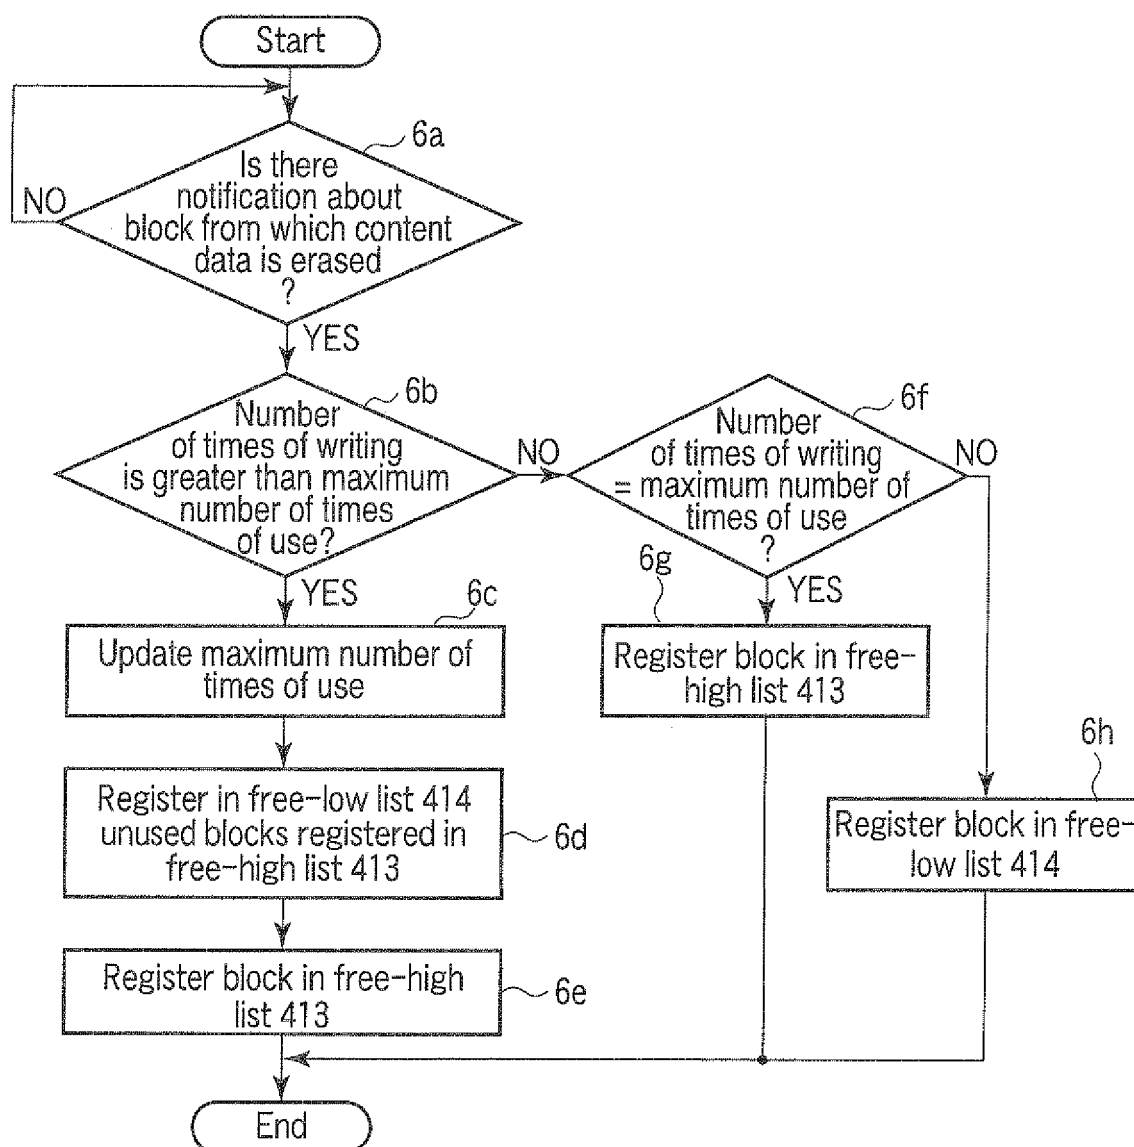 Start
6a
Is there
notification about
block from which content
data is erased
?
NO
YES
6b
Number
of times of writing
is greater than maximum
number of times
of use?
NO
YES
6f
Number
of times of writing
= maximum number of
times of use
?
NO
YES
6c
Update maximum number of
times of use
6g
Register block in free-
high list 413
6h
Register block in free-
low list 414
Register in free-low list 414
unused blocks registered in
free-high list 413
6d
Register block in free-high
list 413
6e
End